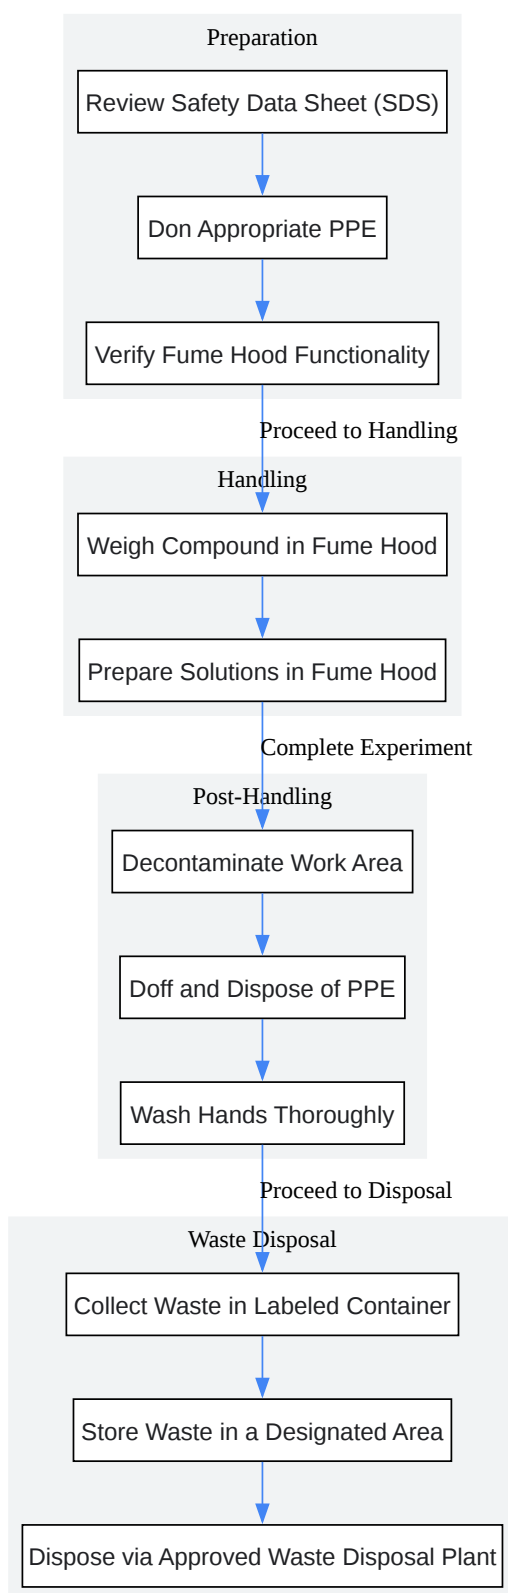 Preparation
Review Safety Data Sheet (SDS)
Don Appropriate PPE
Verify Fume Hood Functionality
Proceed to Handling
Handling
Weigh Compound in Fume Hood
Prepare Solutions in Fume Hood
Complete Experiment
Post-Handling
Decontaminate Work Area
Doff and Dispose of PPE
Wash Hands Thoroughly
Proceed to Disposal
Waste Disposal
Collect Waste in Labeled Container
Store Waste in a Designated Area
Dispose via Approved Waste Disposal Plant